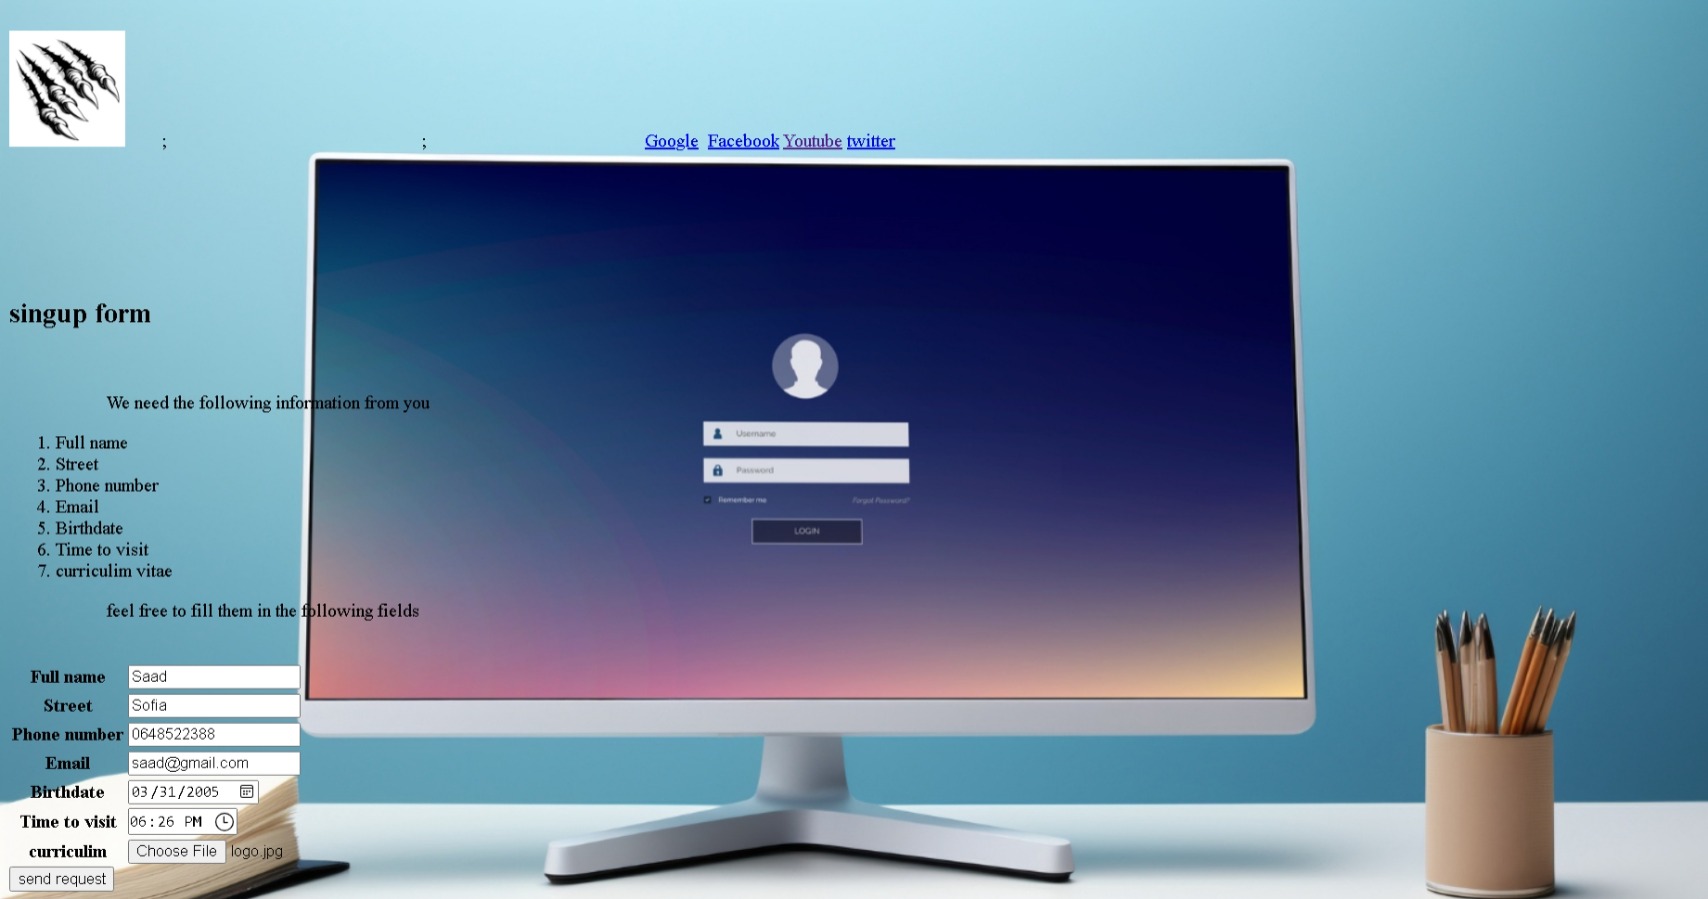 ; ; Google Facebook Youtube twitter
singup form
We need the following information from you
1. Full name
2. Street
3. Phone number
4. Email
5. Birthdate
6. Time to visit
7. curriculim vitae
feel free to fill them in the following fields
Full name Saad
Street Sofia
Phone number 0648522388
Email saad@gmail.com
Birthdate 03/31/2005
Time to visit 06:26 PM
curriculim Choose File logo.jpg
send request
Username
Password
Remember me Forgot Password?
LOGIN